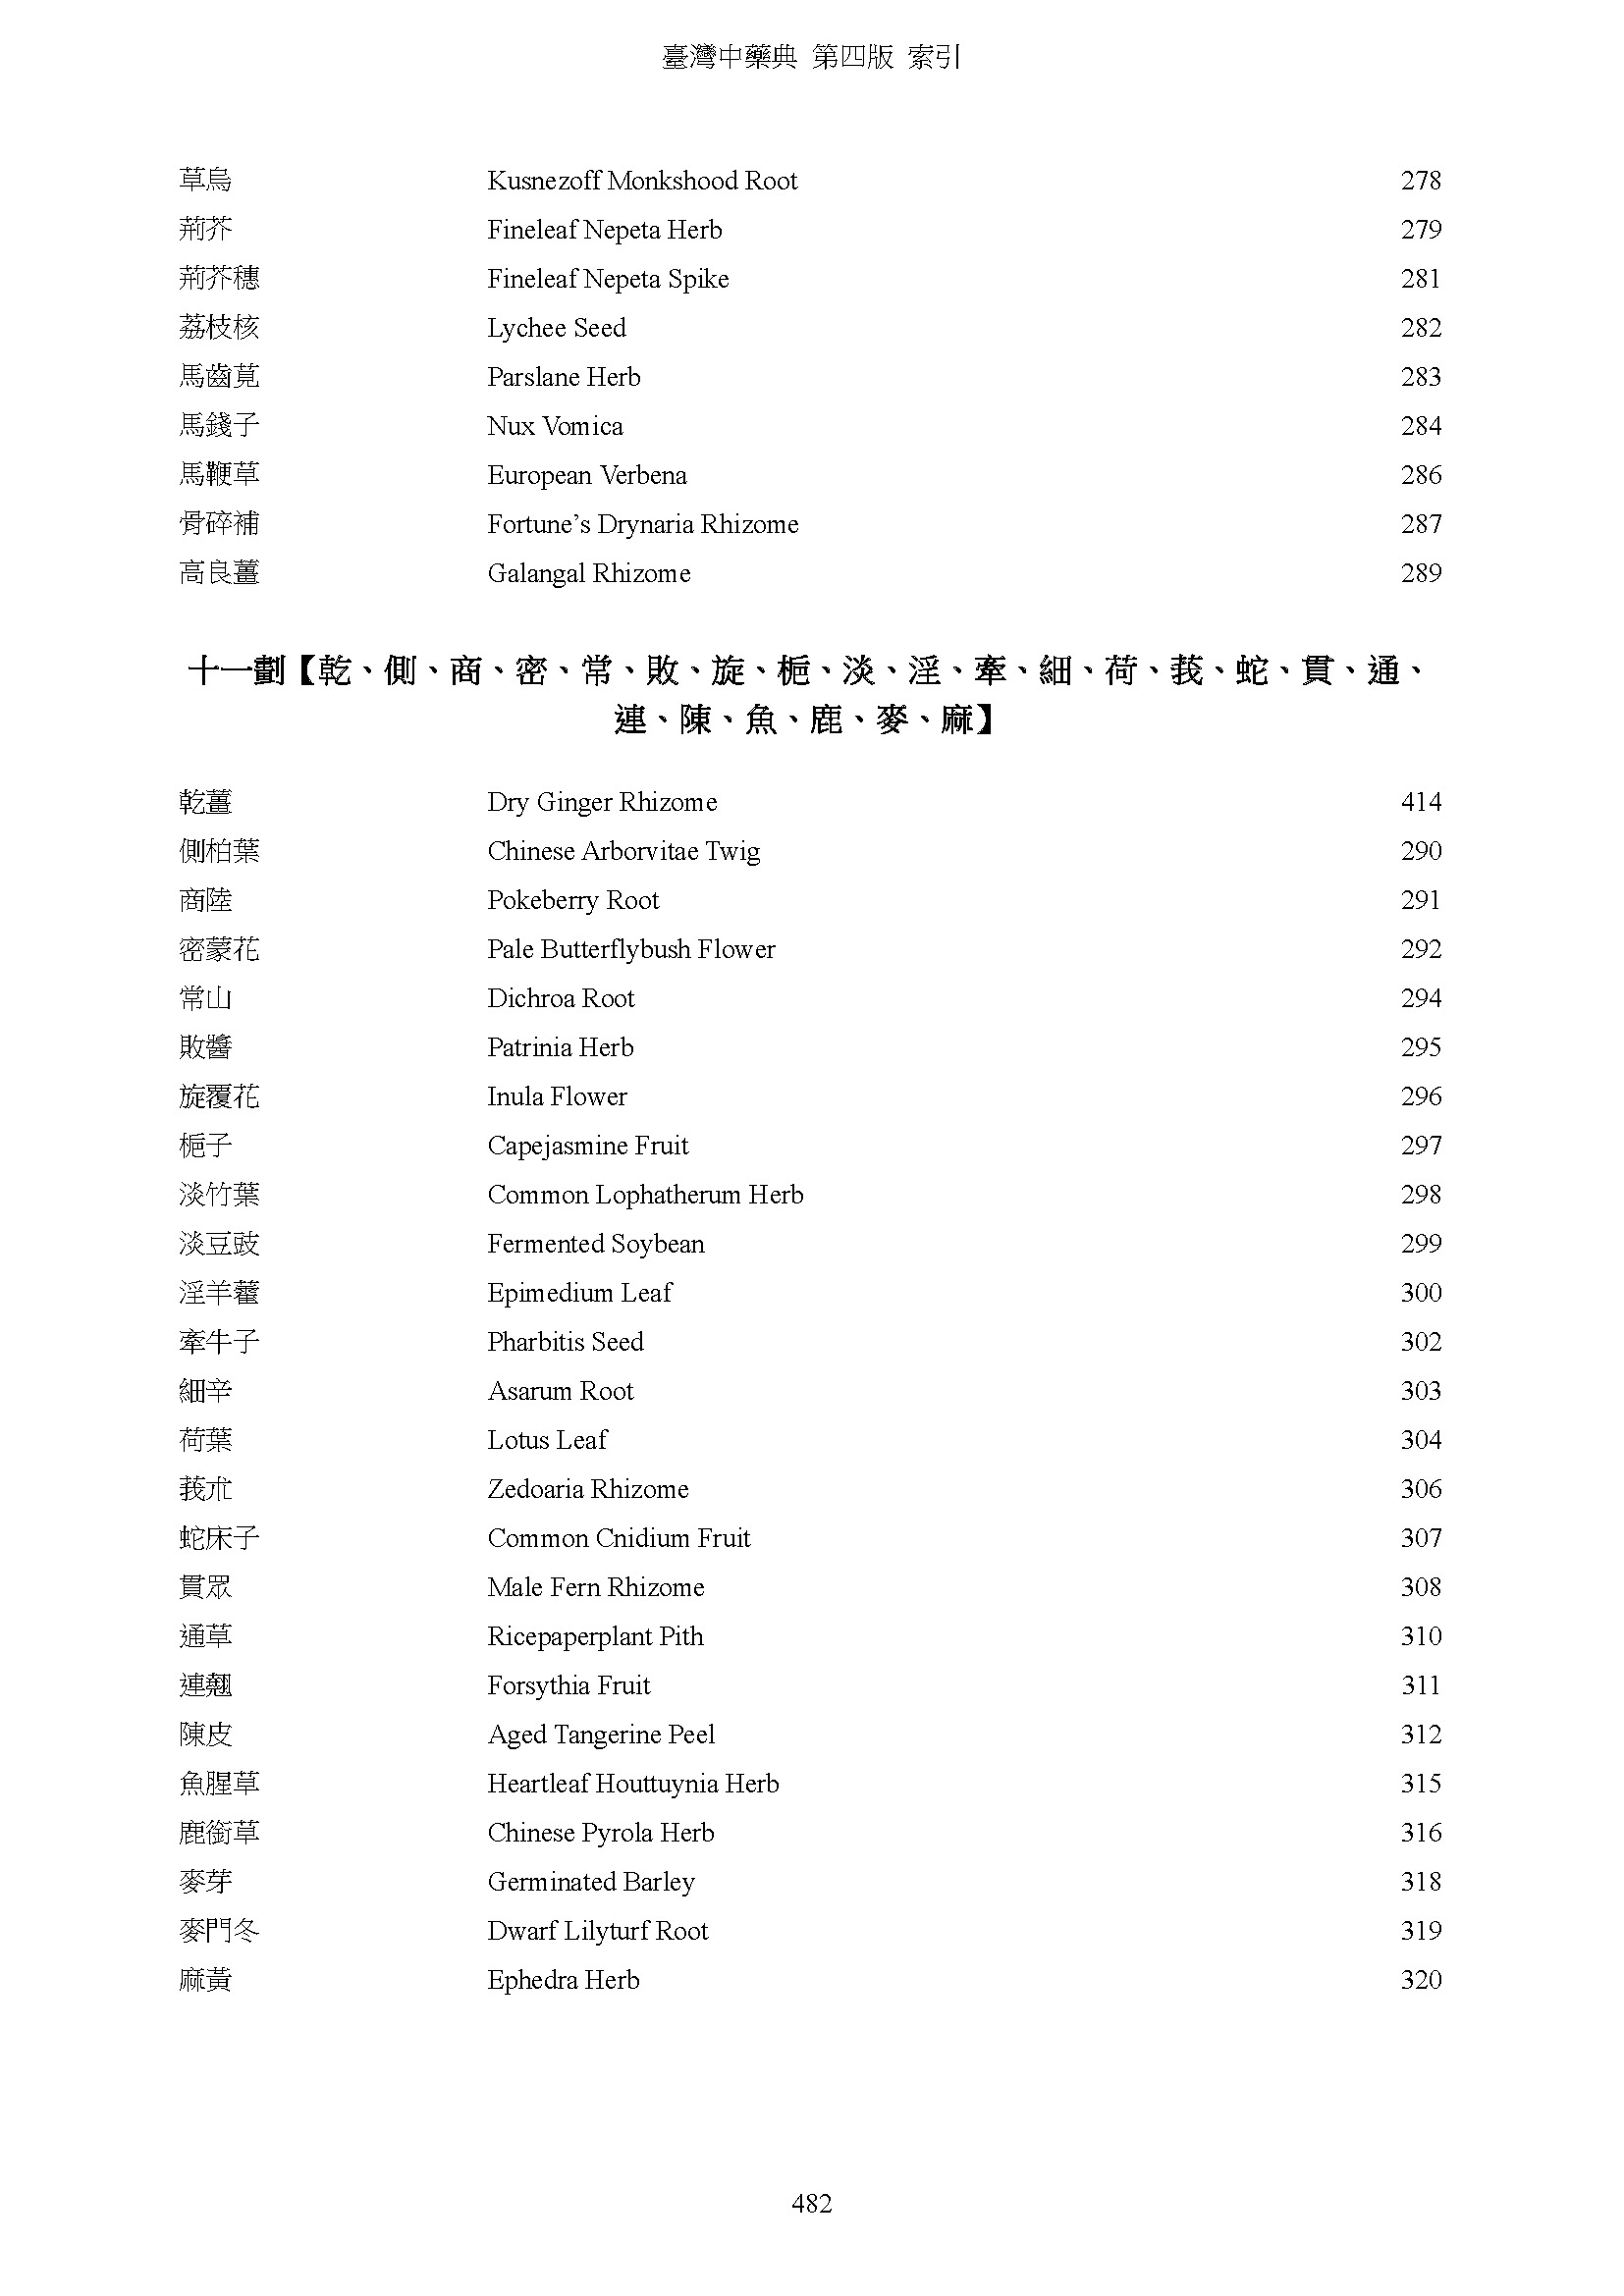 臺灣中藥典 第四版 索引
草烏 Kusnezoff Monkshood Root 278
荊芥 Fineleaf Nepeta Herb 279
荊芥穗 Fineleaf Nepeta Spike 281
荔枝核 Lychee Seed 282
馬齒莧 Parslane Herb 283
馬錢子 Nux Vomica 284
馬鞭草 European Verbena 286
骨碎補 Fortune’s Drynaria Rhizome 287
高良薑 Galangal Rhizome 289
十一劃【乾、側、商、密、常、敗、旋、梔、淡、淫、牽、細、荷、莪、蛇、貫、通、
連、陳、魚、鹿、麥、麻】
乾薑 Dry Ginger Rhizome 414
側柏葉 Chinese Arborvitae Twig 290
商陸 Pokeberry Root 291
密蒙花 Pale Butterflybush Flower 292
常山 Dichroa Root 294
敗醬 Patrinia Herb 295
旋覆花 Inula Flower 296
梔子 Capejasmine Fruit 297
淡竹葉 Common Lophatherum Herb 298
淡豆豉 Fermented Soybean 299
淫羊藿 Epimedium Leaf 300
牽牛子 Pharbitis Seed 302
細辛 Asarum Root 303
荷葉 Lotus Leaf 304
莪朮 Zedoaria Rhizome 306
蛇床子 Common Cnidium Fruit 307
貫眾 Male Fern Rhizome 308
通草 Ricepaperplant Pith 310
連翹 Forsythia Fruit 311
陳皮 Aged Tangerine Peel 312
魚腥草 Heartleaf Houttuynia Herb 315
鹿銜草 Chinese Pyrola Herb 316
麥芽 Germinated Barley 318
麥門冬 Dwarf Lilyturf Root 319
麻黃 Ephedra Herb 320
482